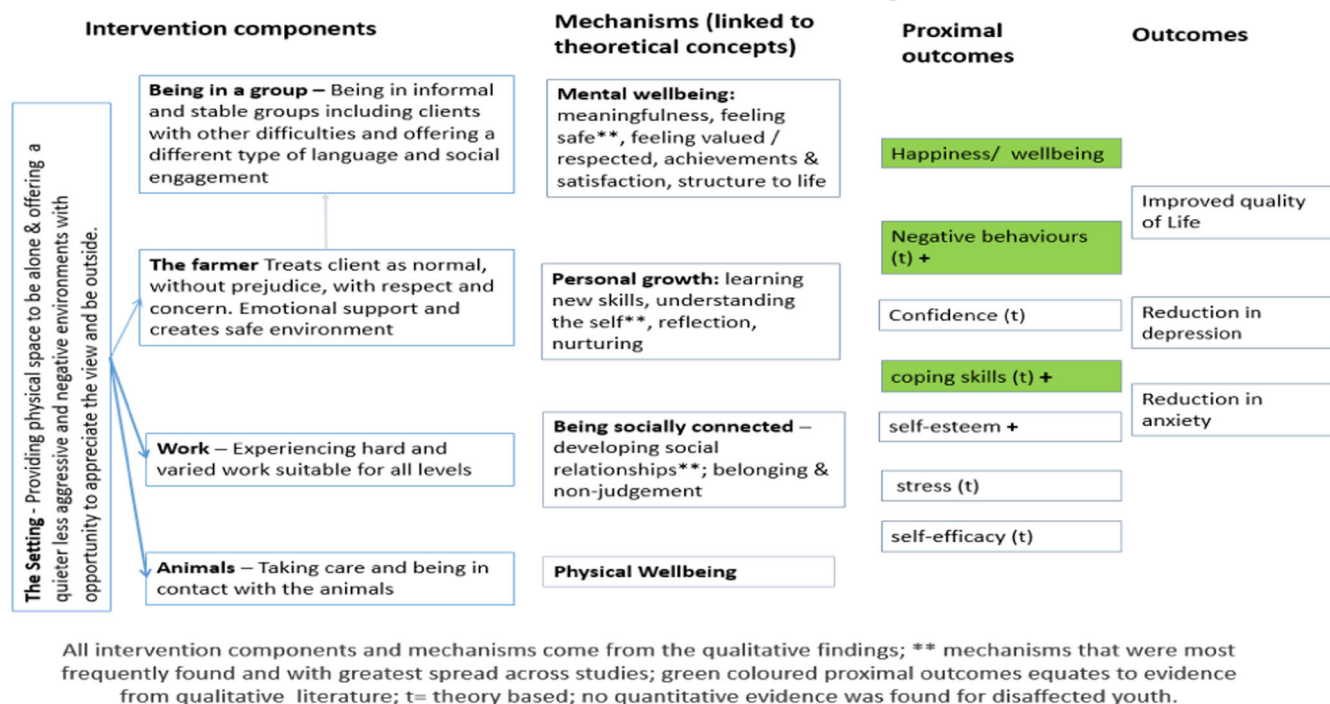 Intervention components
Mechanisms (linked to
theoretical concepts)
Proximal
outcomes
Outcomes
The Setting - Providing physical space to be alone & offering a
quieter less aggressive and negative environments with
opportunity to appreciate the view and be outside.
Being in a group – Being in informal
and stable groups including clients
with other difficulties and offering a
different type of language and social
engagement
The farmer Treats client as normal,
without prejudice, with respect and
concern. Emotional support and
creates safe environment
Work – Experiencing hard and
varied work suitable for all levels
Animals – Taking care and being in
contact with the animals
Mental wellbeing:
meaningfulness, feeling
safe**, feeling valued /
respected, achievements &
satisfaction, structure to life
Personal growth: learning
new skills, understanding
the self**, reflection,
nurturing
Being socially connected –
developing social
relationships**; belonging &
non-judgement
Physical Wellbeing
Happiness/ wellbeing
Negative behaviours
(t) +
Confidence (t)
coping skills (t) +
self-esteem +
stress (t)
self-efficacy (t)
Improved quality
of Life
Reduction in
depression
Reduction in
anxiety
All intervention components and mechanisms come from the qualitative findings; ** mechanisms that were most
frequently found and with greatest spread across studies; green coloured proximal outcomes equates to evidence
from qualitative literature; t= theory based; no quantitative evidence was found for disaffected youth.